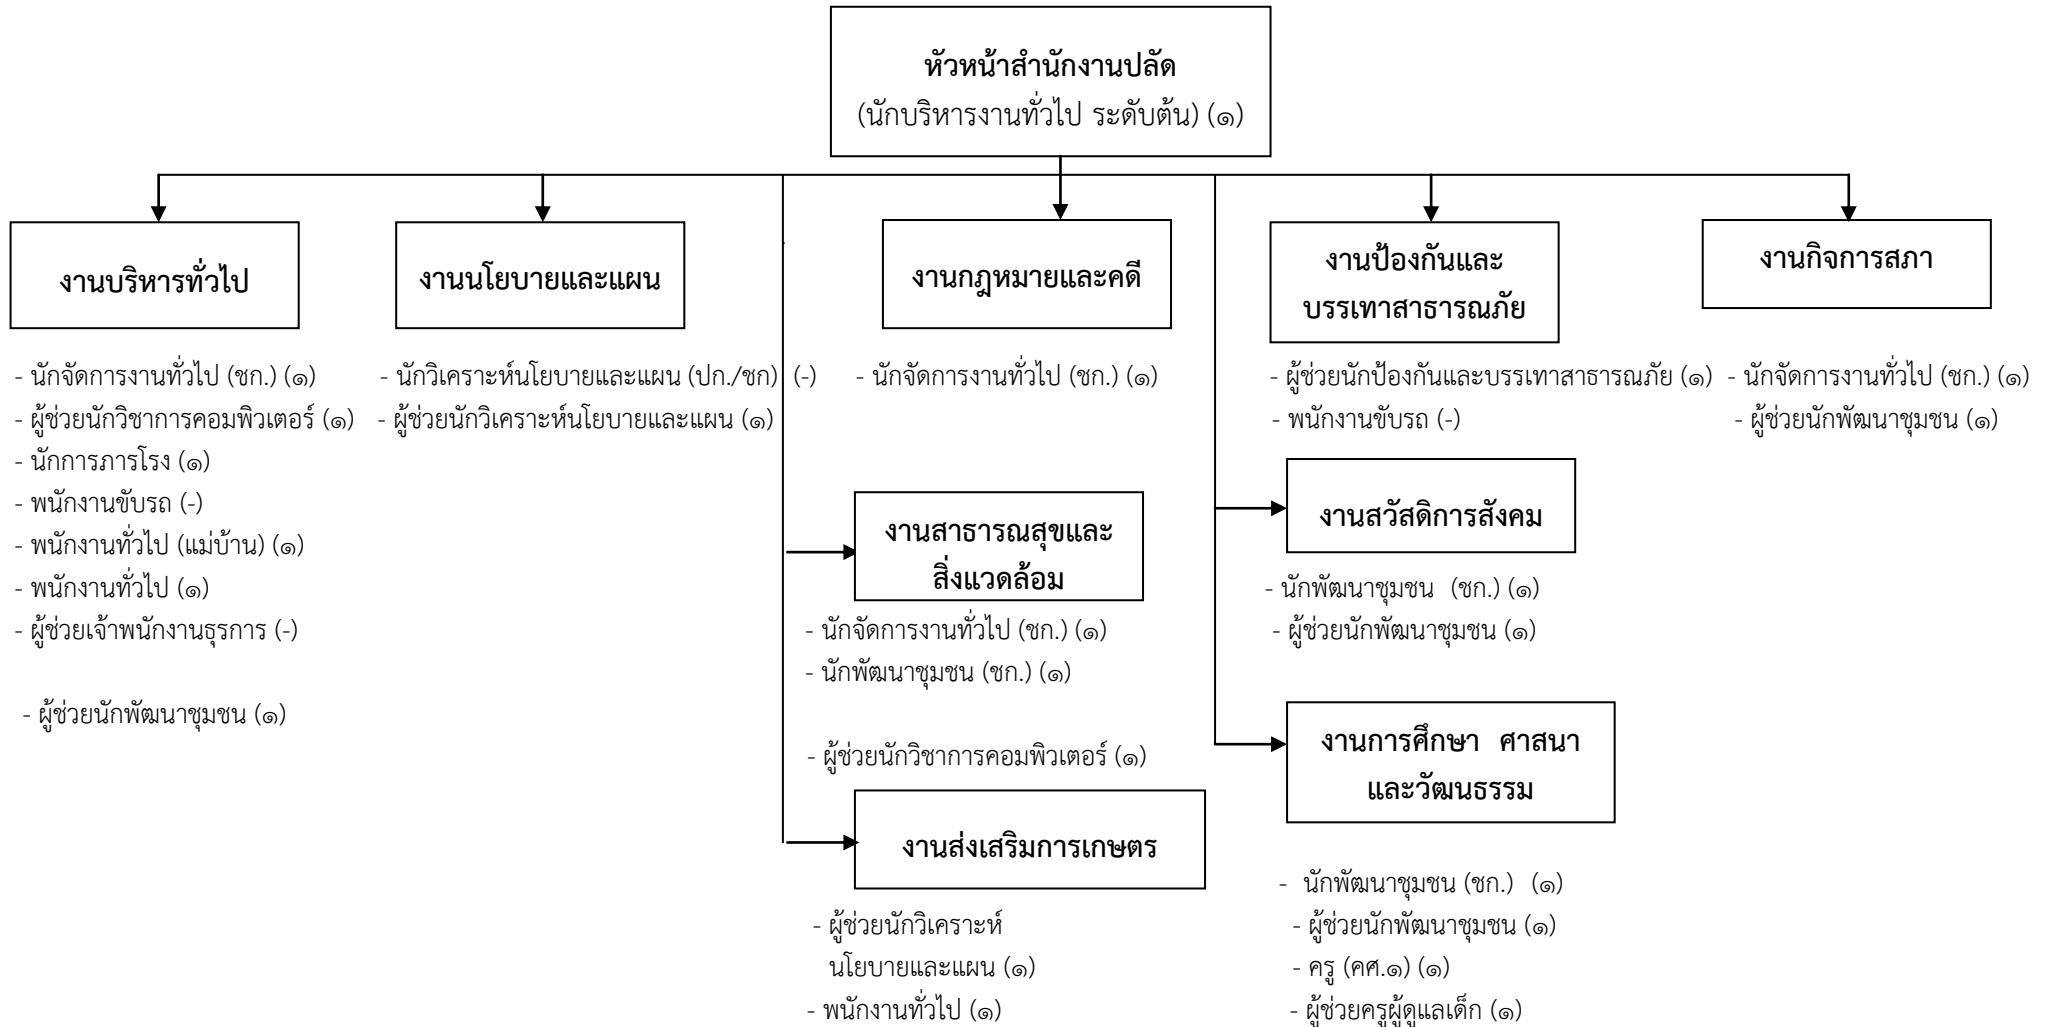 หัวหน้าสำนักงานปลัด
(นักบริหารงานทั่วไป ระดับต้น) (๑)
งานบริหารทั่วไป
- นักจัดการงานทั่วไป (ชก.) (๑)
- ผู้ช่วยนักวิชาการคอมพิวเตอร์ (๑)
- นักการภารโรง (๑)
- พนักงานขับรถ (-)
- พนักงานทั่วไป (แม่บ้าน) (๑)
- พนักงานทั่วไป (๑)
- ผู้ช่วยเจ้าพนักงานธุรการ (-)
- ผู้ช่วยนักพัฒนาชุมชน (๑)
งานนโยบายและแผน
- นักวิเคราะห์นโยบายและแผน (ปก./ชก) (-)
- ผู้ช่วยนักวิเคราะห์นโยบายและแผน (๑)
งานกฎหมายและคดี
- นักจัดการงานทั่วไป (ชก.) (๑)
งานสาธารณสุขและ
สิ่งแวดล้อม
- นักจัดการงานทั่วไป (ชก.) (๑)
- นักพัฒนาชุมชน (ชก.) (๑)
- ผู้ช่วยนักวิชาการคอมพิวเตอร์ (๑)
งานส่งเสริมการเกษตร
- ผู้ช่วยนักวิเคราะห์
นโยบายและแผน (๑)
- พนักงานทั่วไป (๑)
งานป้องกันและ
บรรเทาสาธารณภัย
- ผู้ช่วยนักป้องกันและบรรเทาสาธารณภัย (๑)
- พนักงานขับรถ (-)
งานสวัสดิการสังคม
- นักพัฒนาชุมชน (ชก.) (๑)
- ผู้ช่วยนักพัฒนาชุมชน (๑)
งานการศึกษา ศาสนา
และวัฒนธรรม
- นักพัฒนาชุมชน (ชก.) (๑)
- ผู้ช่วยนักพัฒนาชุมชน (๑)
- ครู (คศ.๑) (๑)
- ผู้ช่วยครูผู้ดูแลเด็ก (๑)
งานกิจการสภา
- นักจัดการงานทั่วไป (ชก.) (๑)
- ผู้ช่วยนักพัฒนาชุมชน (๑)